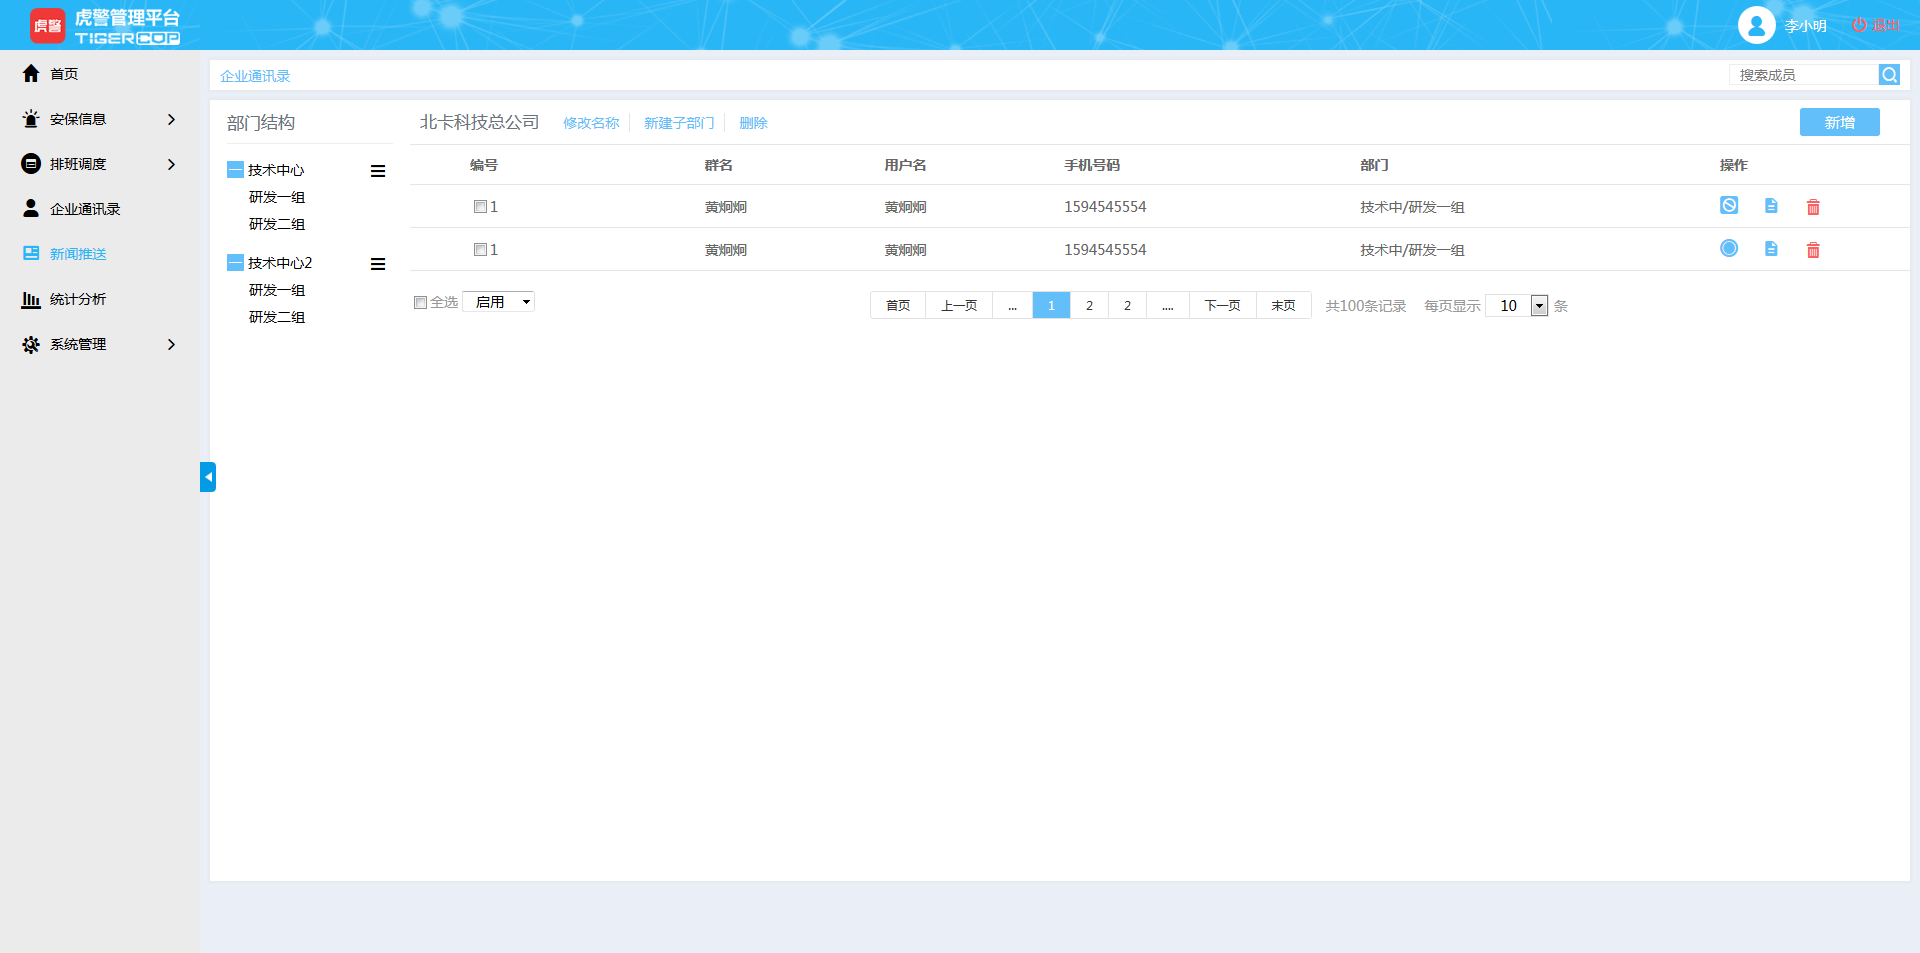 虎警
虎警管理平台
TIGERCOP
李小明
退出
首页
安保信息
排班调度
企业通讯录
新闻推送
统计分析
系统管理
企业通讯录
搜索成员
部门结构
技术中心
研发一组
研发二组
技术中心2
研发一组
研发二组
北卡科技总公司 修改名称 新建子部门 删除
新增
编号 群名 用户名 手机号码 部门 操作
1 黄炯炯 黄炯炯 1594545554 技术中/研发一组
1 黄炯炯 黄炯炯 1594545554 技术中/研发一组
全选 启用
首页 上一页 ... 1 2 2 .... 下一页 末页 共100条记录 每页显示 10 条